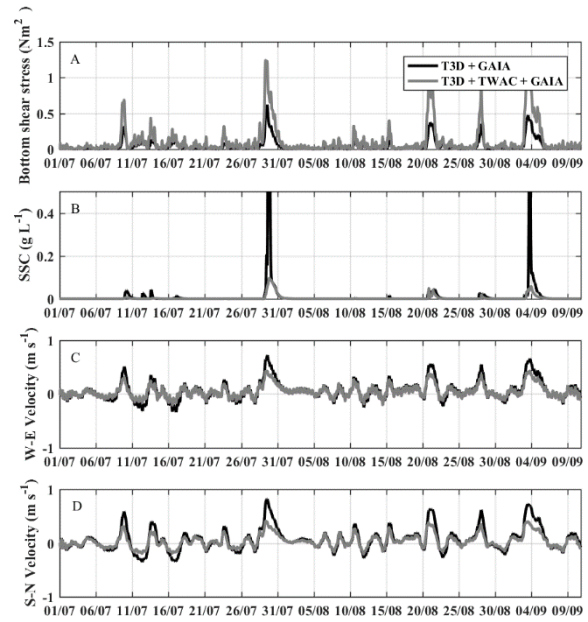 A
Bottom shear stress (Nm²)
1.5
1
0.5
0
T3D + GAIA
T3D + TWAC + GAIA
01/07 06/07 11/07 16/07 21/07 26/07 31/07 05/08 10/08 15/08 20/08 25/08 30/08 04/09 09/09
B
SSC (g L⁻¹)
0.4
0.2
0
01/07 06/07 11/07 16/07 21/07 26/07 31/07 05/08 10/08 15/08 20/08 25/08 30/08 04/09 09/09
C
W-E Velocity (m s⁻¹)
1
0
-1
01/07 06/07 11/07 16/07 21/07 26/07 31/07 05/08 10/08 15/08 20/08 25/08 30/08 04/09 09/09
D
S-N Velocity (m s⁻¹)
1
0
-1
01/07 06/07 11/07 16/07 21/07 26/07 31/07 05/08 10/08 15/08 20/08 25/08 30/08 04/09 09/09